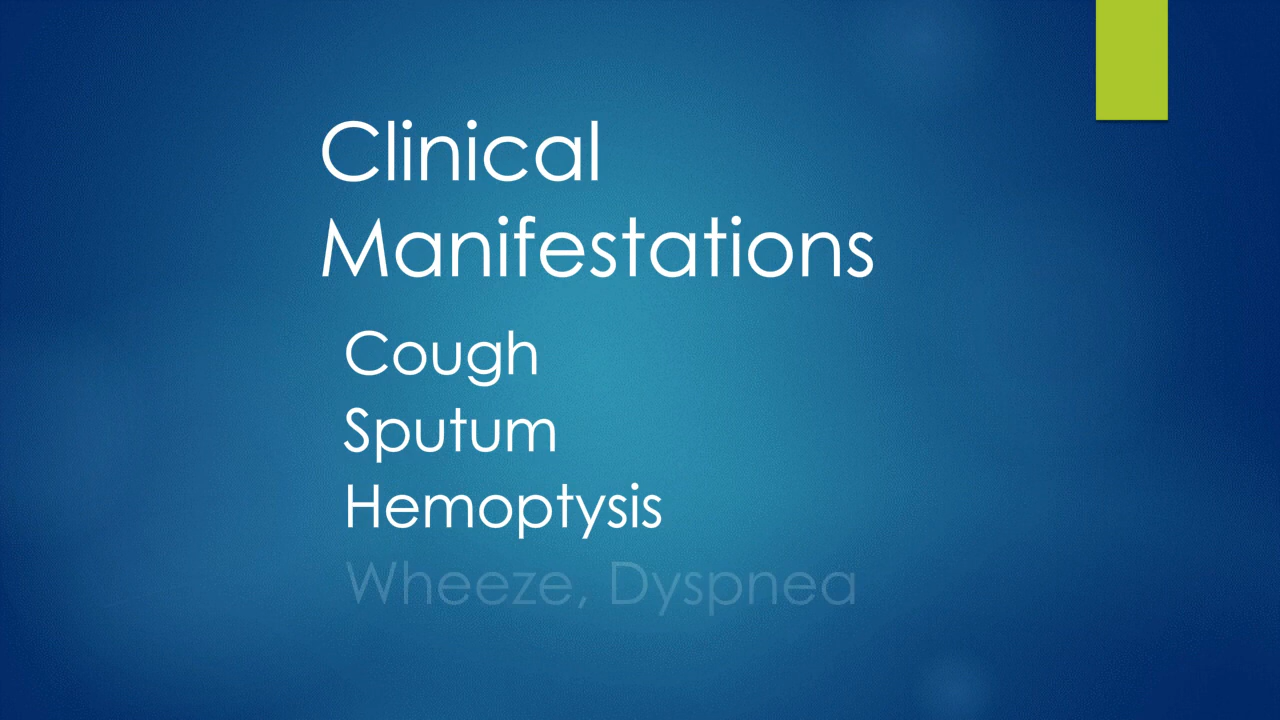 Clinical
Manifestations
Cough
Sputum
Hemoptysis
Wheeze, Dyspnea